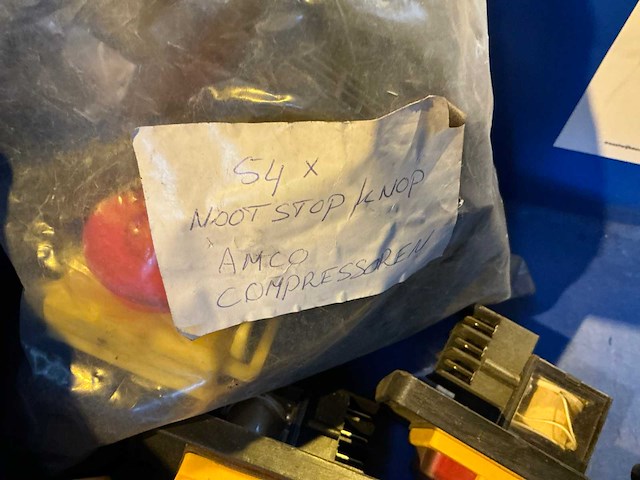 54 x
NOOTSTOP KNOP
AMCO
COMPRESSOREN